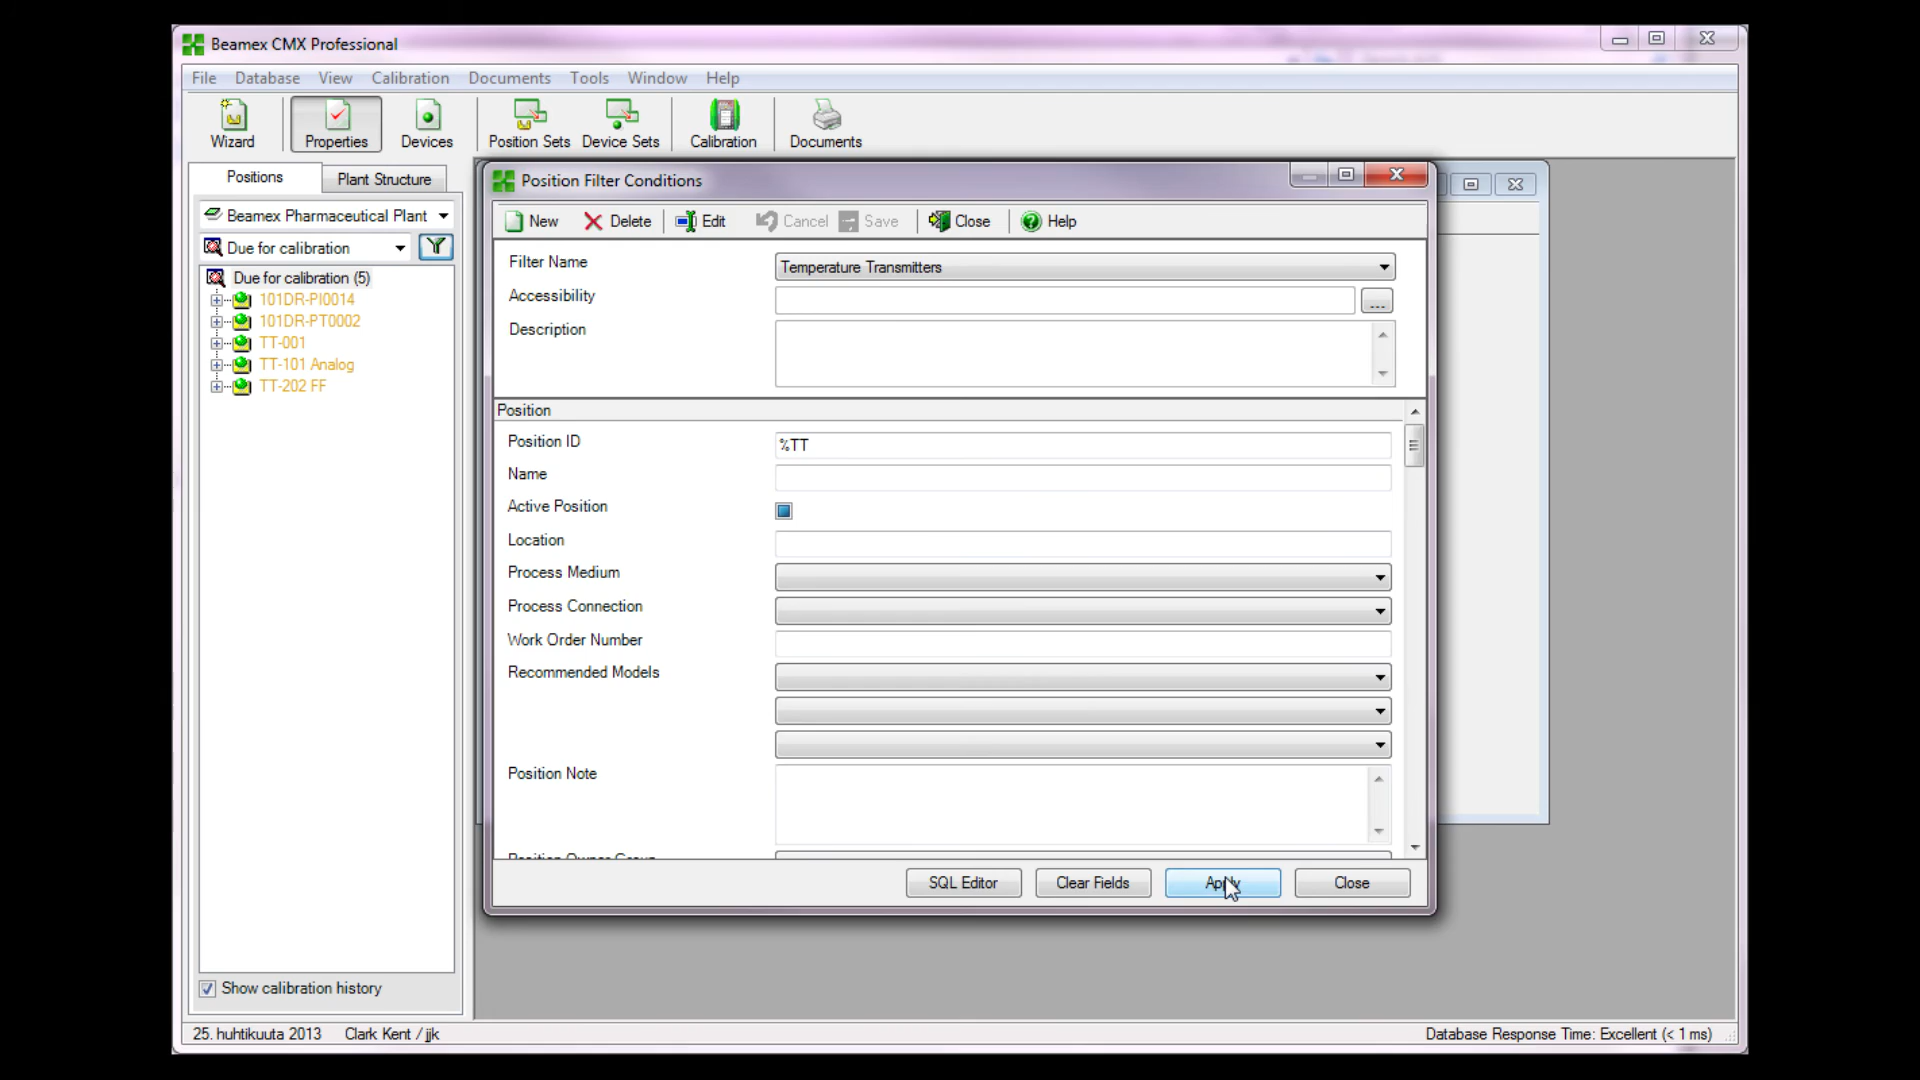 Beamex CMX Professional
File Database View Calibration Documents Tools Window Help
Wizard Properties Devices Position Sets Device Sets Calibration Documents
Positions Plant Structure
Beamex Pharmaceutical Plant
Due for calibration
Due for calibration (5)
101DR-PI0014
101DR-PT0002
TT-001
TT-101 Analog
TT-202 FF
Show calibration history
Position Filter Conditions
New Delete Edit Cancel Save Close Help
Filter Name Temperature Transmitters
Accessibility ...
Description
Position
Position ID %TT
Name
Active Position
Location
Process Medium
Process Connection
Work Order Number
Recommended Models
Position Note
Position Owner Group
SQL Editor Clear Fields Apply Close
25. huhtikuuta 2013 Clark Kent / jjk Database Response Time: Excellent (< 1 ms)